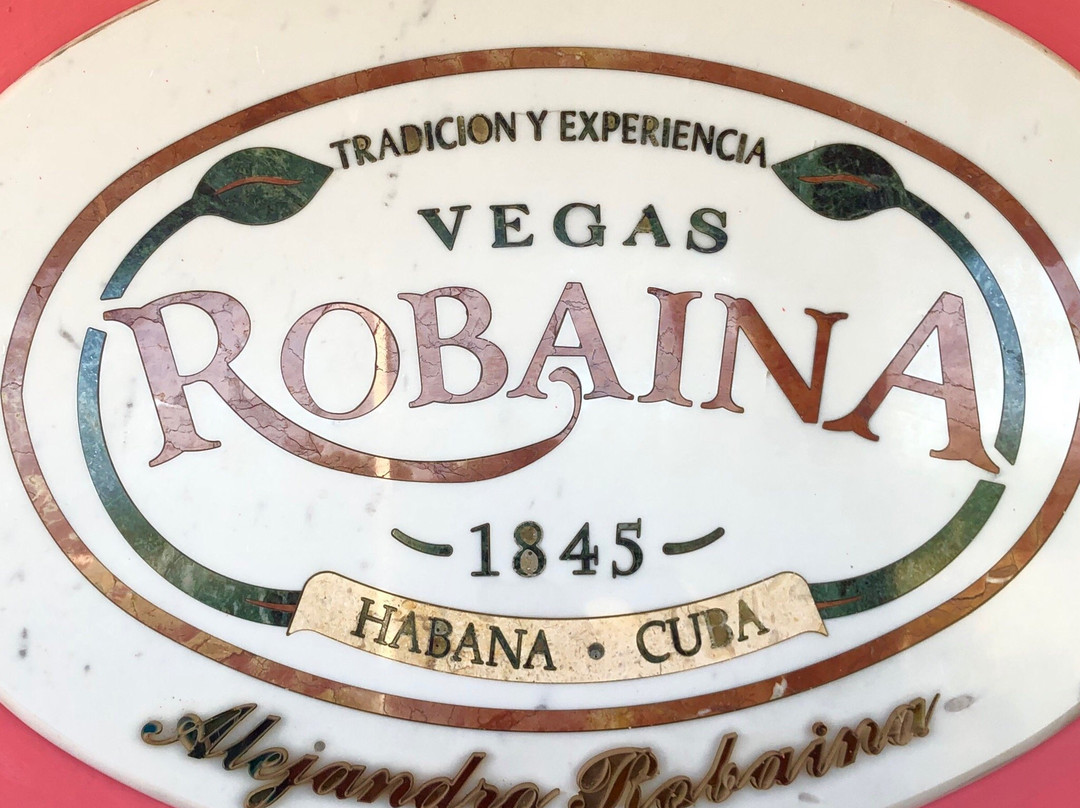 TRADICION Y EXPERIENCIA
VEGAS
ROBAINA
1845
HABANA • CUBA
Alejandro Robaina